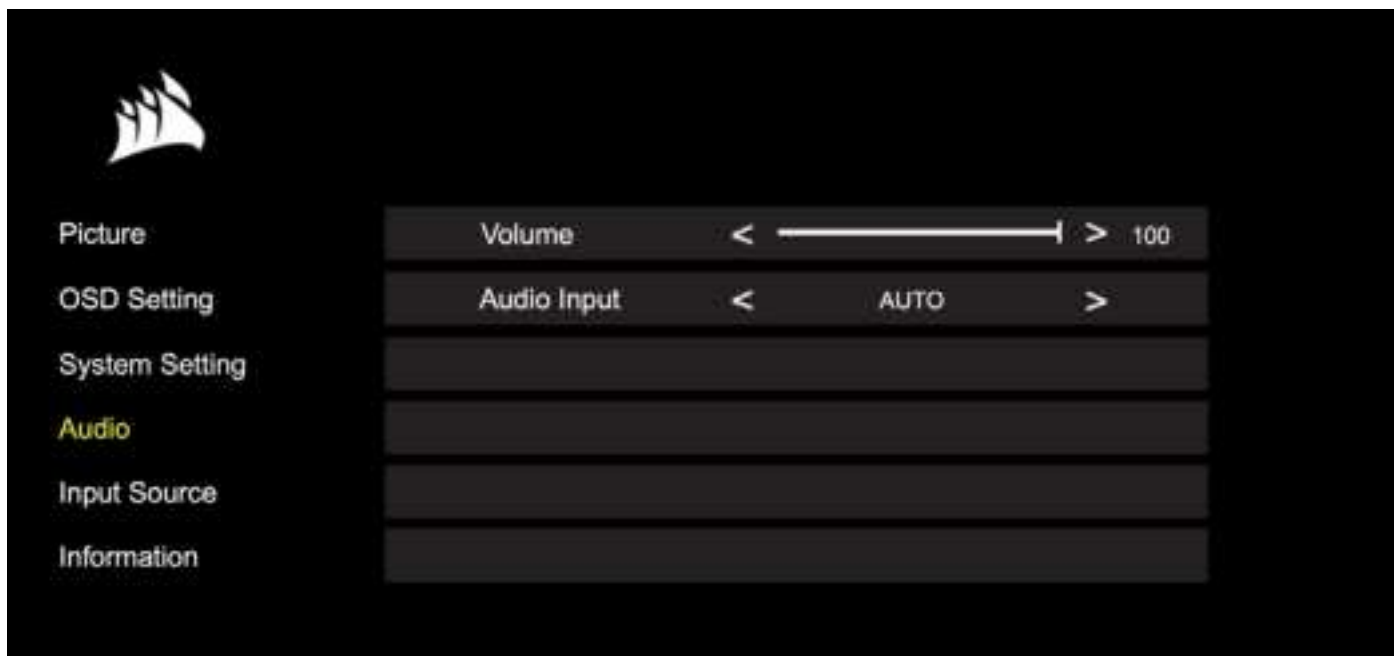 Picture
Volume < > 100
OSD Setting
Audio Input < AUTO >
System Setting
Audio
Input Source
Information